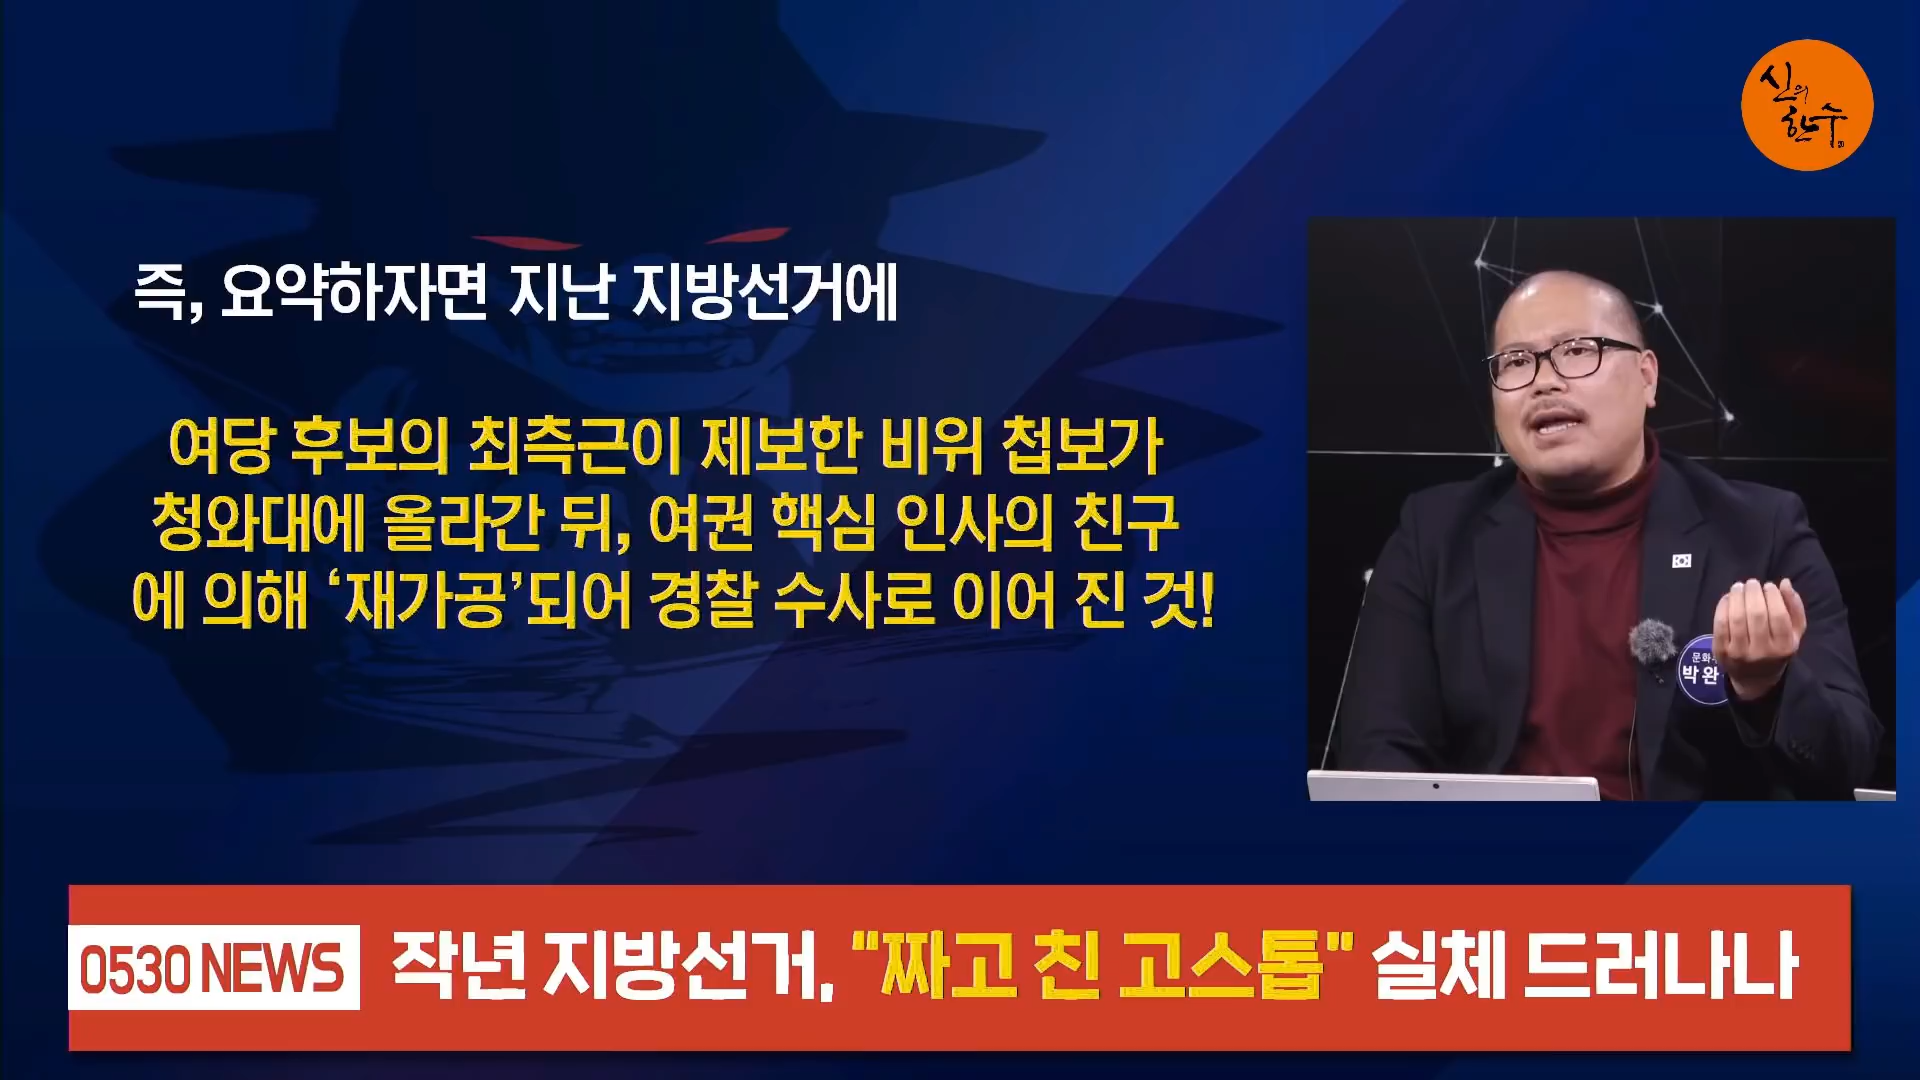 신의
한수
즉, 요약하자면 지난 지방선거에
여당 후보의 최측근이 제보한 비위 첩보가
청와대에 올라간 뒤, 여권 핵심 인사의 친구
에 의해 ‘재가공’되어 경찰 수사로 이어 진 것!
문화
박 완
0530 NEWS
작년 지방선거, "짜고 친 고스톱" 실체 드러나나